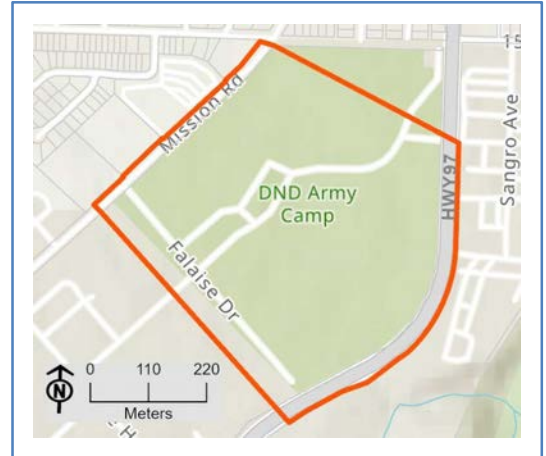 Mission Rd
DND Army
Camp
HWY97
Sangro Ave
Falaise Dr
0 110 220
Meters
N